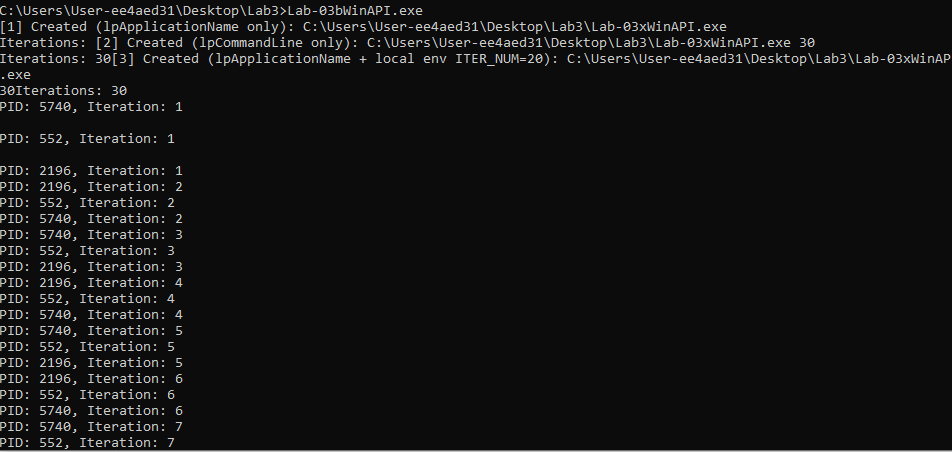 C:\Users\User-ee4aed31\Desktop\Lab3>Lab-03bWinAPI.exe
[1] Created (lpApplicationName only): C:\Users\User-ee4aed31\Desktop\Lab3\Lab-03xWinAPI.exe
Iterations: [2] Created (lpCommandLine only): C:\Users\User-ee4aed31\Desktop\Lab3\Lab-03xWinAPI.exe 30
Iterations: 30[3] Created (lpApplicationName + local env ITER_NUM=20): C:\Users\User-ee4aed31\Desktop\Lab3\Lab-03xWinAP
.exe
30Iterations: 30
PID: 5740, Iteration: 1
PID: 552, Iteration: 1
PID: 2196, Iteration: 1
PID: 2196, Iteration: 2
PID: 552, Iteration: 2
PID: 5740, Iteration: 2
PID: 5740, Iteration: 3
PID: 552, Iteration: 3
PID: 2196, Iteration: 3
PID: 2196, Iteration: 4
PID: 552, Iteration: 4
PID: 5740, Iteration: 4
PID: 5740, Iteration: 5
PID: 552, Iteration: 5
PID: 2196, Iteration: 5
PID: 2196, Iteration: 6
PID: 552, Iteration: 6
PID: 5740, Iteration: 6
PID: 5740, Iteration: 7
PID: 552, Iteration: 7